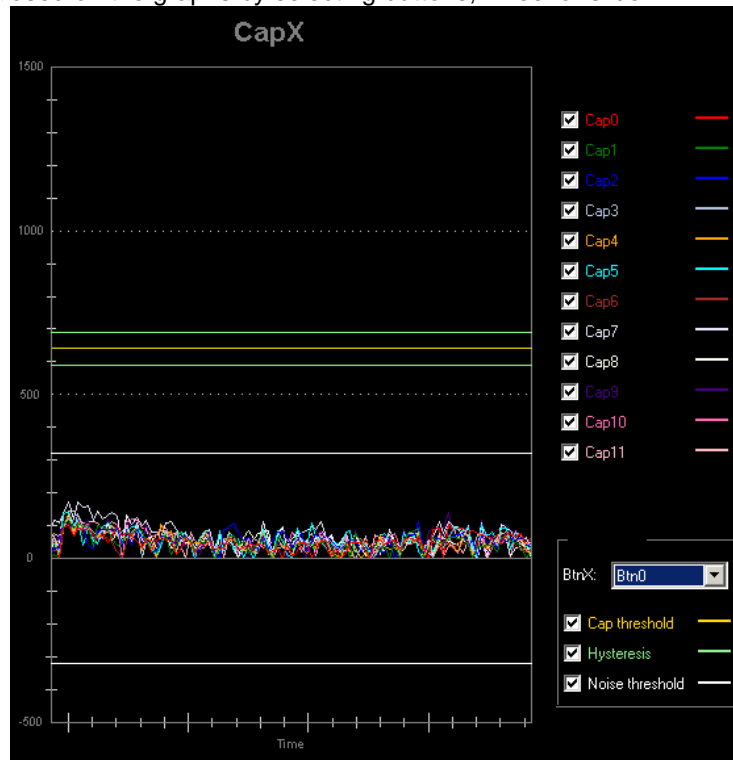 CapX
1500
1000
500
0
-500
Time
Cap0
Cap1
Cap2
Cap3
Cap4
Cap5
Cap6
Cap7
Cap8
Cap9
Cap10
Cap11
BtnX: Btn0
Cap threshold
Hysteresis
Noise threshold